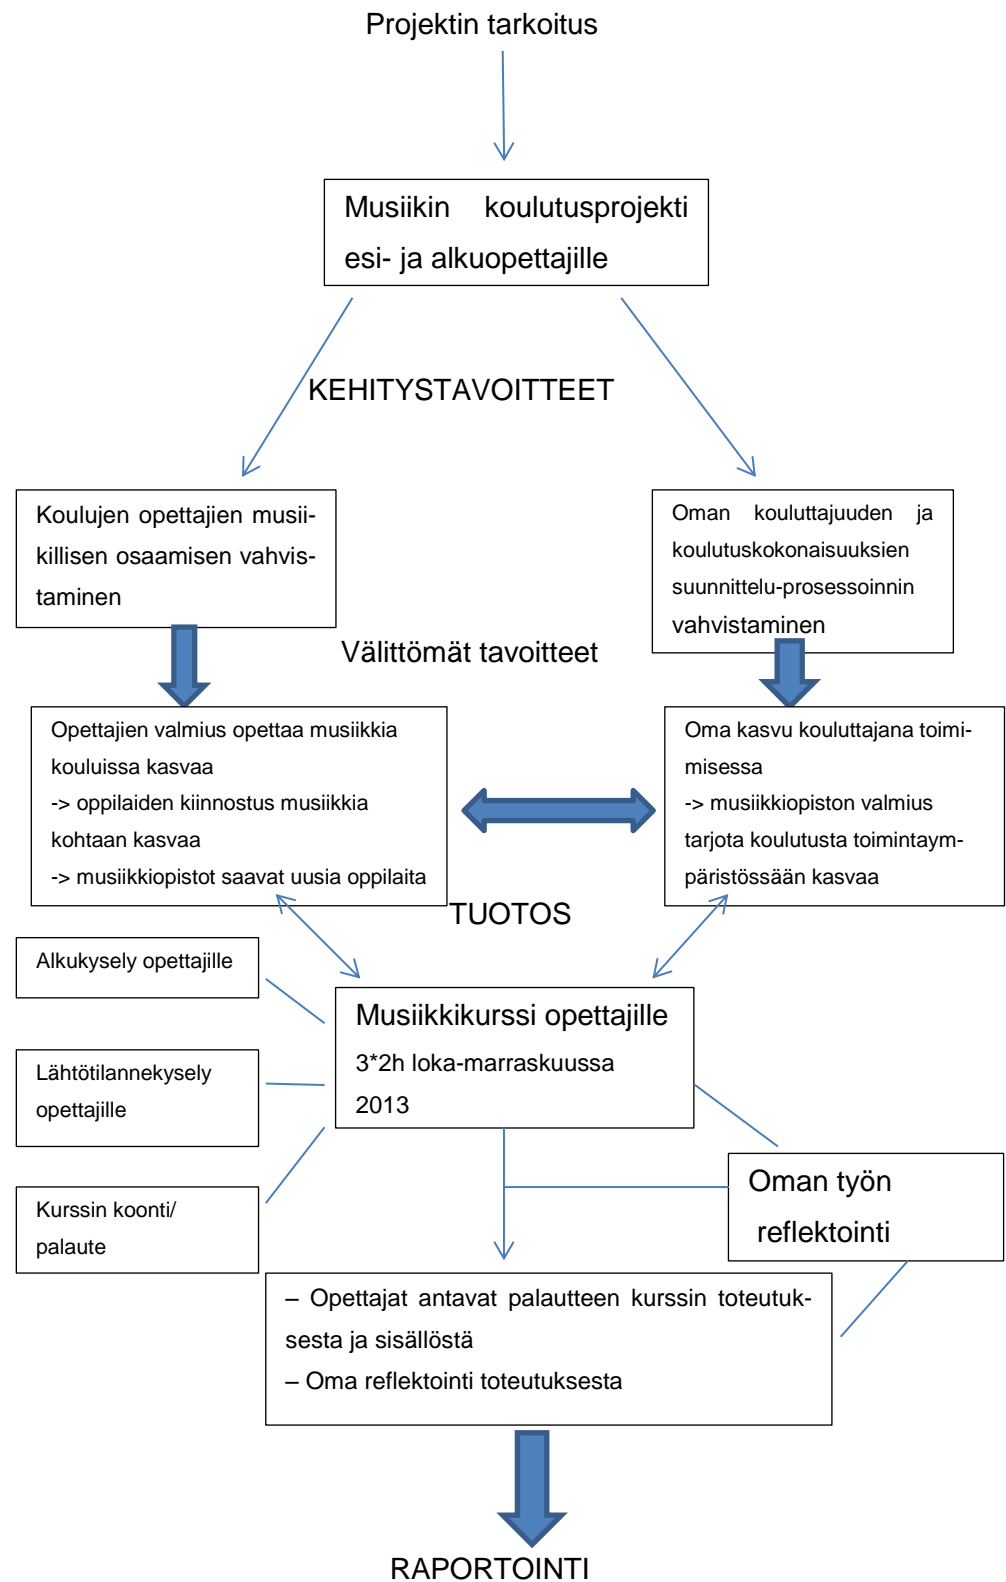 Projektin tarkoitus
Musiikin koulutusprojekti
esi- ja alkuopettajille
KEHITYSTAVOITTEET
Koulujen opettajien musii-
killisen osaamisen vahvis-
taminen
Oman kouluttajuuden ja
koulutuskokonaisuuksien
suunnittelu-prosessoinnin
vahvistaminen
Välittömät tavoitteet
Opettajien valmius opettaa musiikkia
kouluissa kasvaa
-> oppilaiden kiinnostus musiikkia
kohtaan kasvaa
-> musiikkiopistot saavat uusia oppilaita
Oma kasvu kouluttajana toimi-
misessa
-> musiikkiopiston valmius
tarjota koulutusta toimintaym-
päristössään kasvaa
TUOTOS
Alkukysely opettajille
Lähtötilannekysely
opettajille
Kurssin koonti/
palaute
Musiikkikurssi opettajille
3*2h loka-marraskuussa
2013
Oman työn
reflektointi
– Opettajat antavat palautteen kurssin toteutuk-
sesta ja sisällöstä
– Oma reflektointi toteutuksesta
RAPORTOINTI